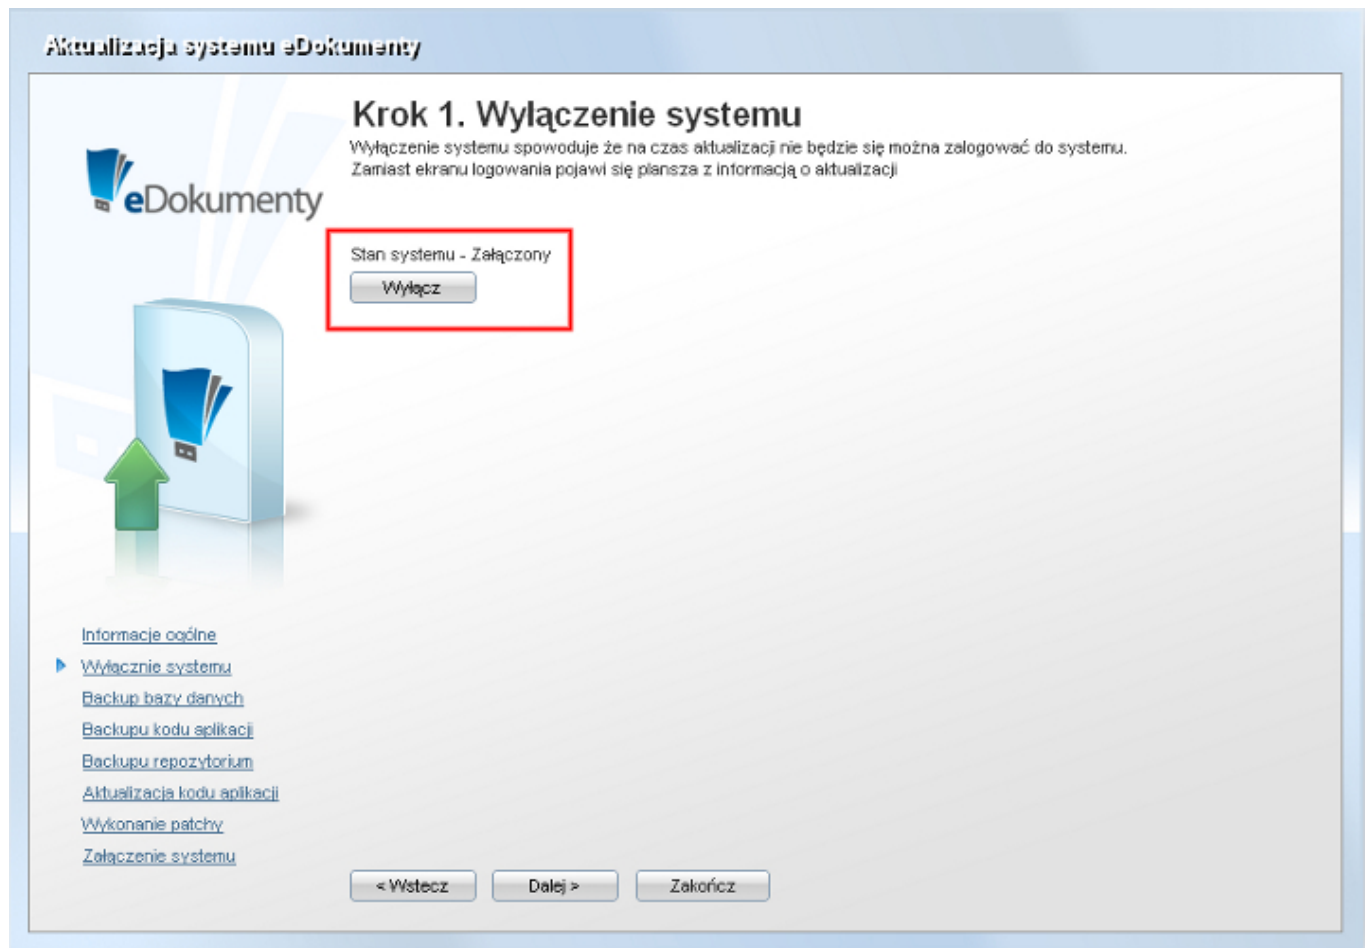 Aktualizacja systemu eDokumenty
Krok 1. Wyłączenie systemu
Wyłączenie systemu spowoduje że na czas aktualizacji nie będzie się można zalogować do systemu.
Zamiast ekranu logowania pojawi się plansza z informacją o aktualizacji
eDokumenty
Stan systemu - Załączony
Wyłącz
Informacje ogólne
Wyłącznie systemu
Backup bazy danych
Backupu kodu aplikacji
Backupu repozytorium
Aktualizacja kodu aplikacji
Wykonanie patchy
Załączenie systemu
< Wstecz Dalej > Zakończ